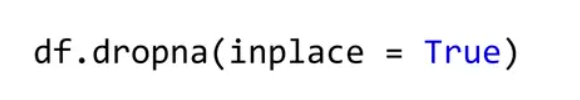 df.dropna(inplace = True)